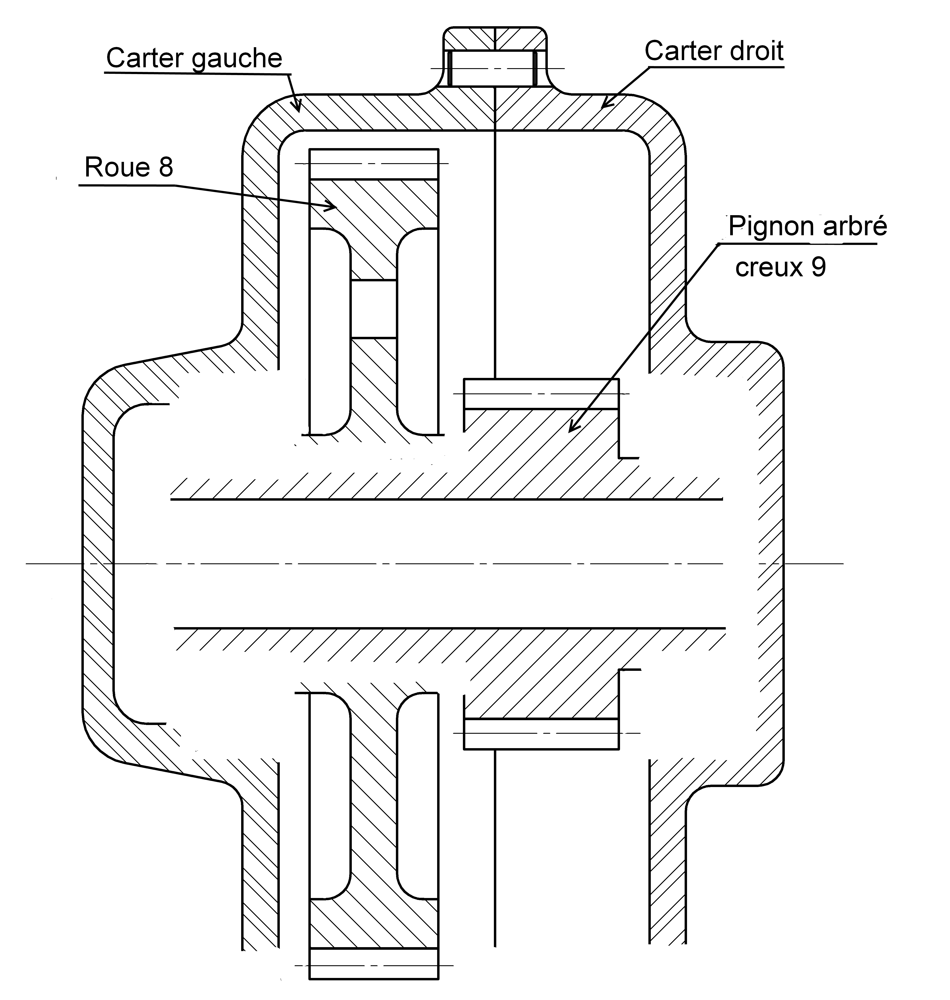 Carter gauche
Carter droit
Roue 8
Pignon arbré
creux 9